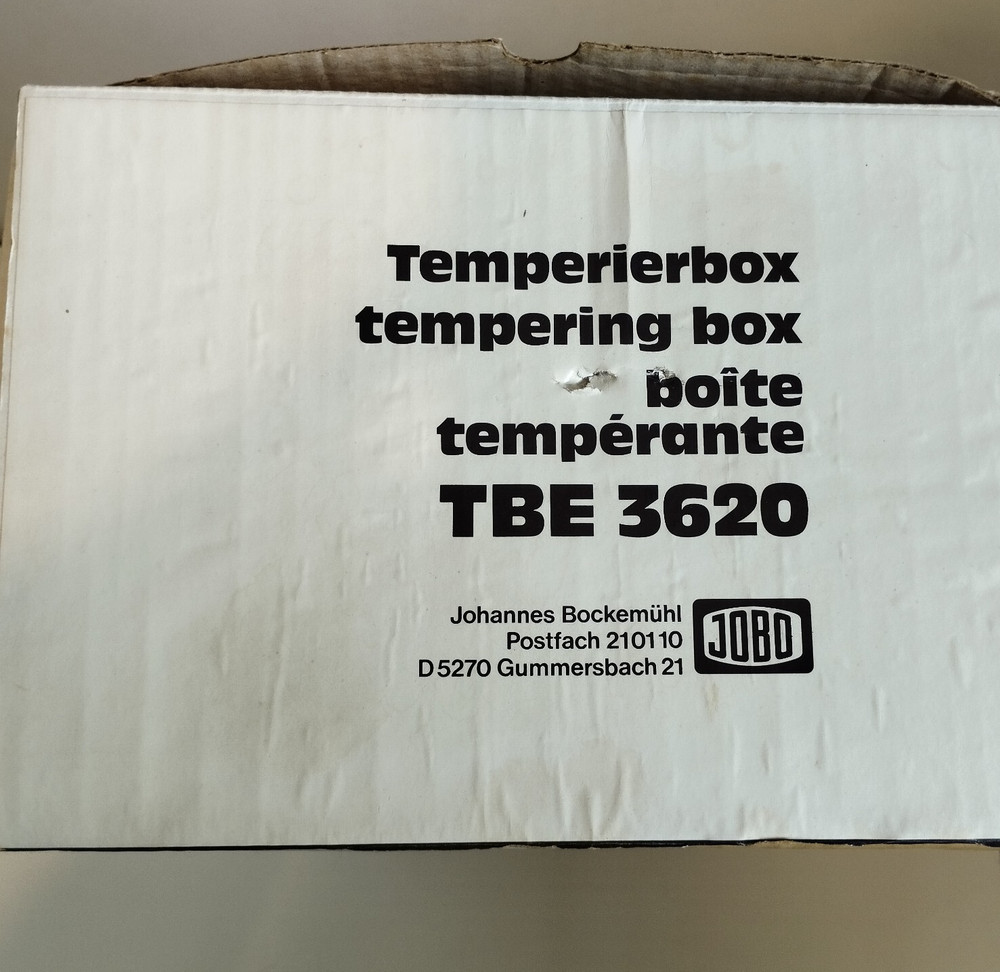 Temperierbox
tempering box
boîte
tempérante
TBE 3620
Johannes Bockemühl
Postfach 210110
D 5270 Gummersbach 21
JOBO